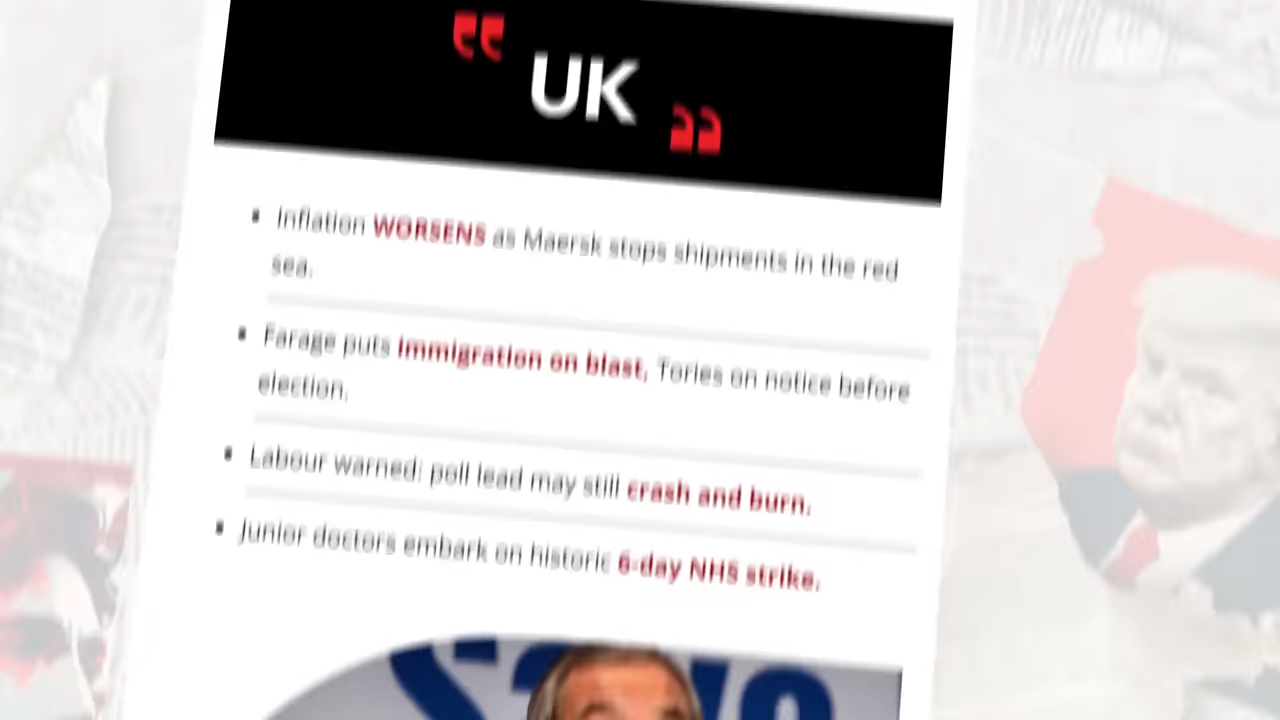 UK
Inflation WORSENS as Maersk stops shipments in the red
sea.
Farage puts immigration on blast, Tories on notice before
election.
Labour warned: poll lead may still crash and burn.
Junior doctors embark on historic 6-day NHS strike.